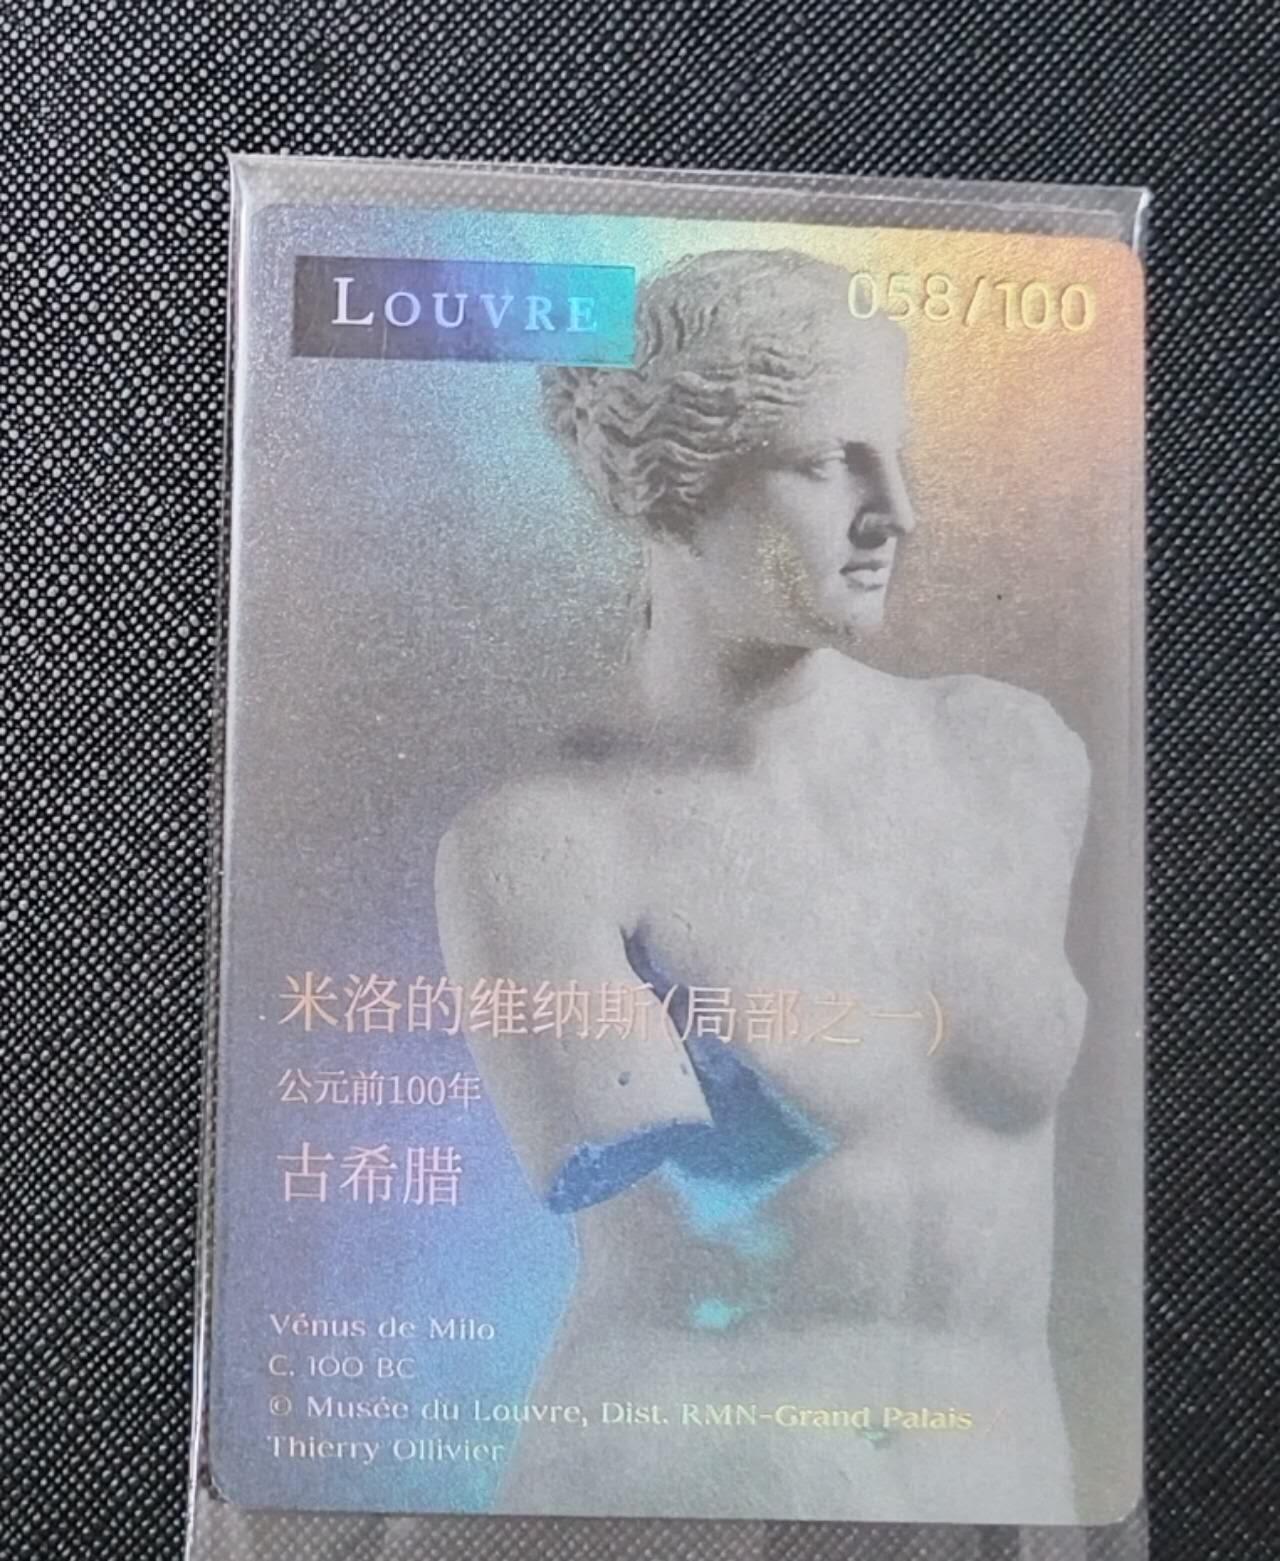 LOUVRE
058/100
米洛的维纳斯(局部之一)
公元前100年
古希腊
Vénus de Milo
C. 100 BC
© Musée du Louvre, Dist. RMN-Grand Palais /
Thierry Ollivier